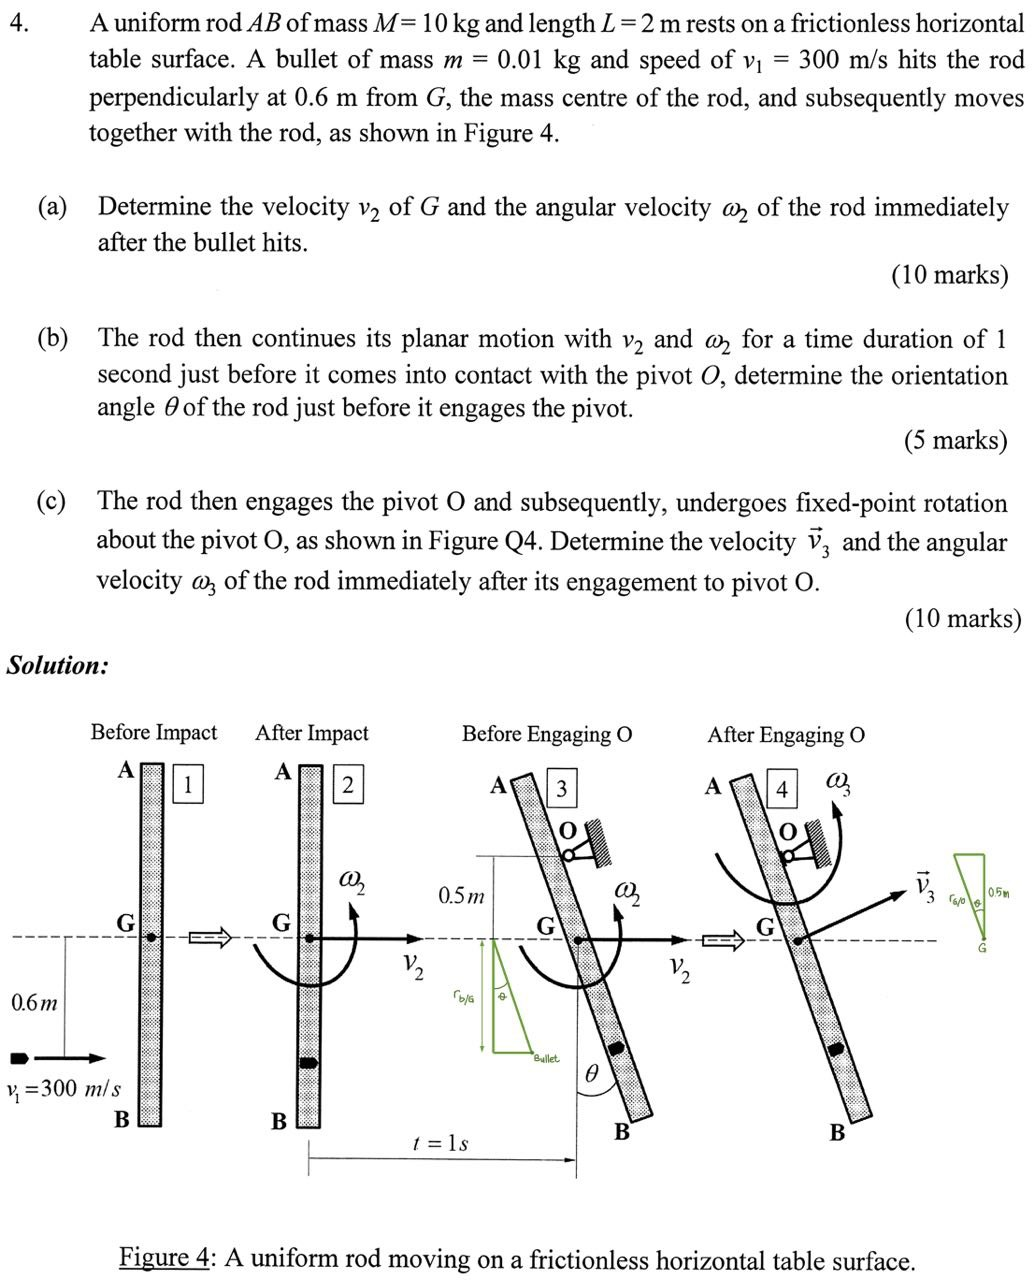 4. A uniform rod AB of mass M= 10 kg and length L = 2 m rests on a frictionless horizontal
table surface. A bullet of mass m = 0.01 kg and speed of v₁ = 300 m/s hits the rod
perpendicularly at 0.6 m from G, the mass centre of the rod, and subsequently moves
together with the rod, as shown in Figure 4.
(a) Determine the velocity v₂ of G and the angular velocity ω₂ of the rod immediately
after the bullet hits.
(10 marks)
(b) The rod then continues its planar motion with v₂ and ω₂ for a time duration of 1
second just before it comes into contact with the pivot O, determine the orientation
angle θ of the rod just before it engages the pivot.
(5 marks)
(c) The rod then engages the pivot O and subsequently, undergoes fixed-point rotation
about the pivot O, as shown in Figure Q4. Determine the velocity v⃗₃ and the angular
velocity ω₃ of the rod immediately after its engagement to pivot O.
(10 marks)
Solution:
Before Impact After Impact Before Engaging O After Engaging O
A 1 A 2 A 3 A 4 ω₃
O O
ω₂ 0.5m ω₂ v⃗₃ r_G/O θ 0.5m
G G G G G
v₂ v₂
0.6m r_b/G θ
Bullet
v₁ =300 m/s θ
B B B B
t = 1s
Figure 4: A uniform rod moving on a frictionless horizontal table surface.